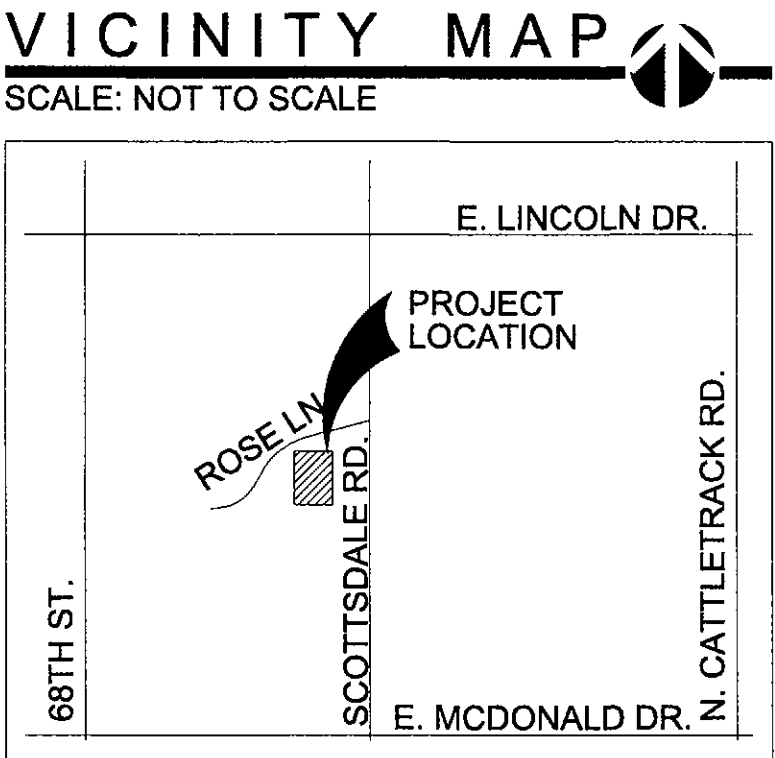 VICINITY MAP
SCALE: NOT TO SCALE
E. LINCOLN DR.
PROJECT
LOCATION
ROSE LN
SCOTTSDALE RD.
N. CATTLETRACK RD.
68TH ST.
E. MCDONALD DR.